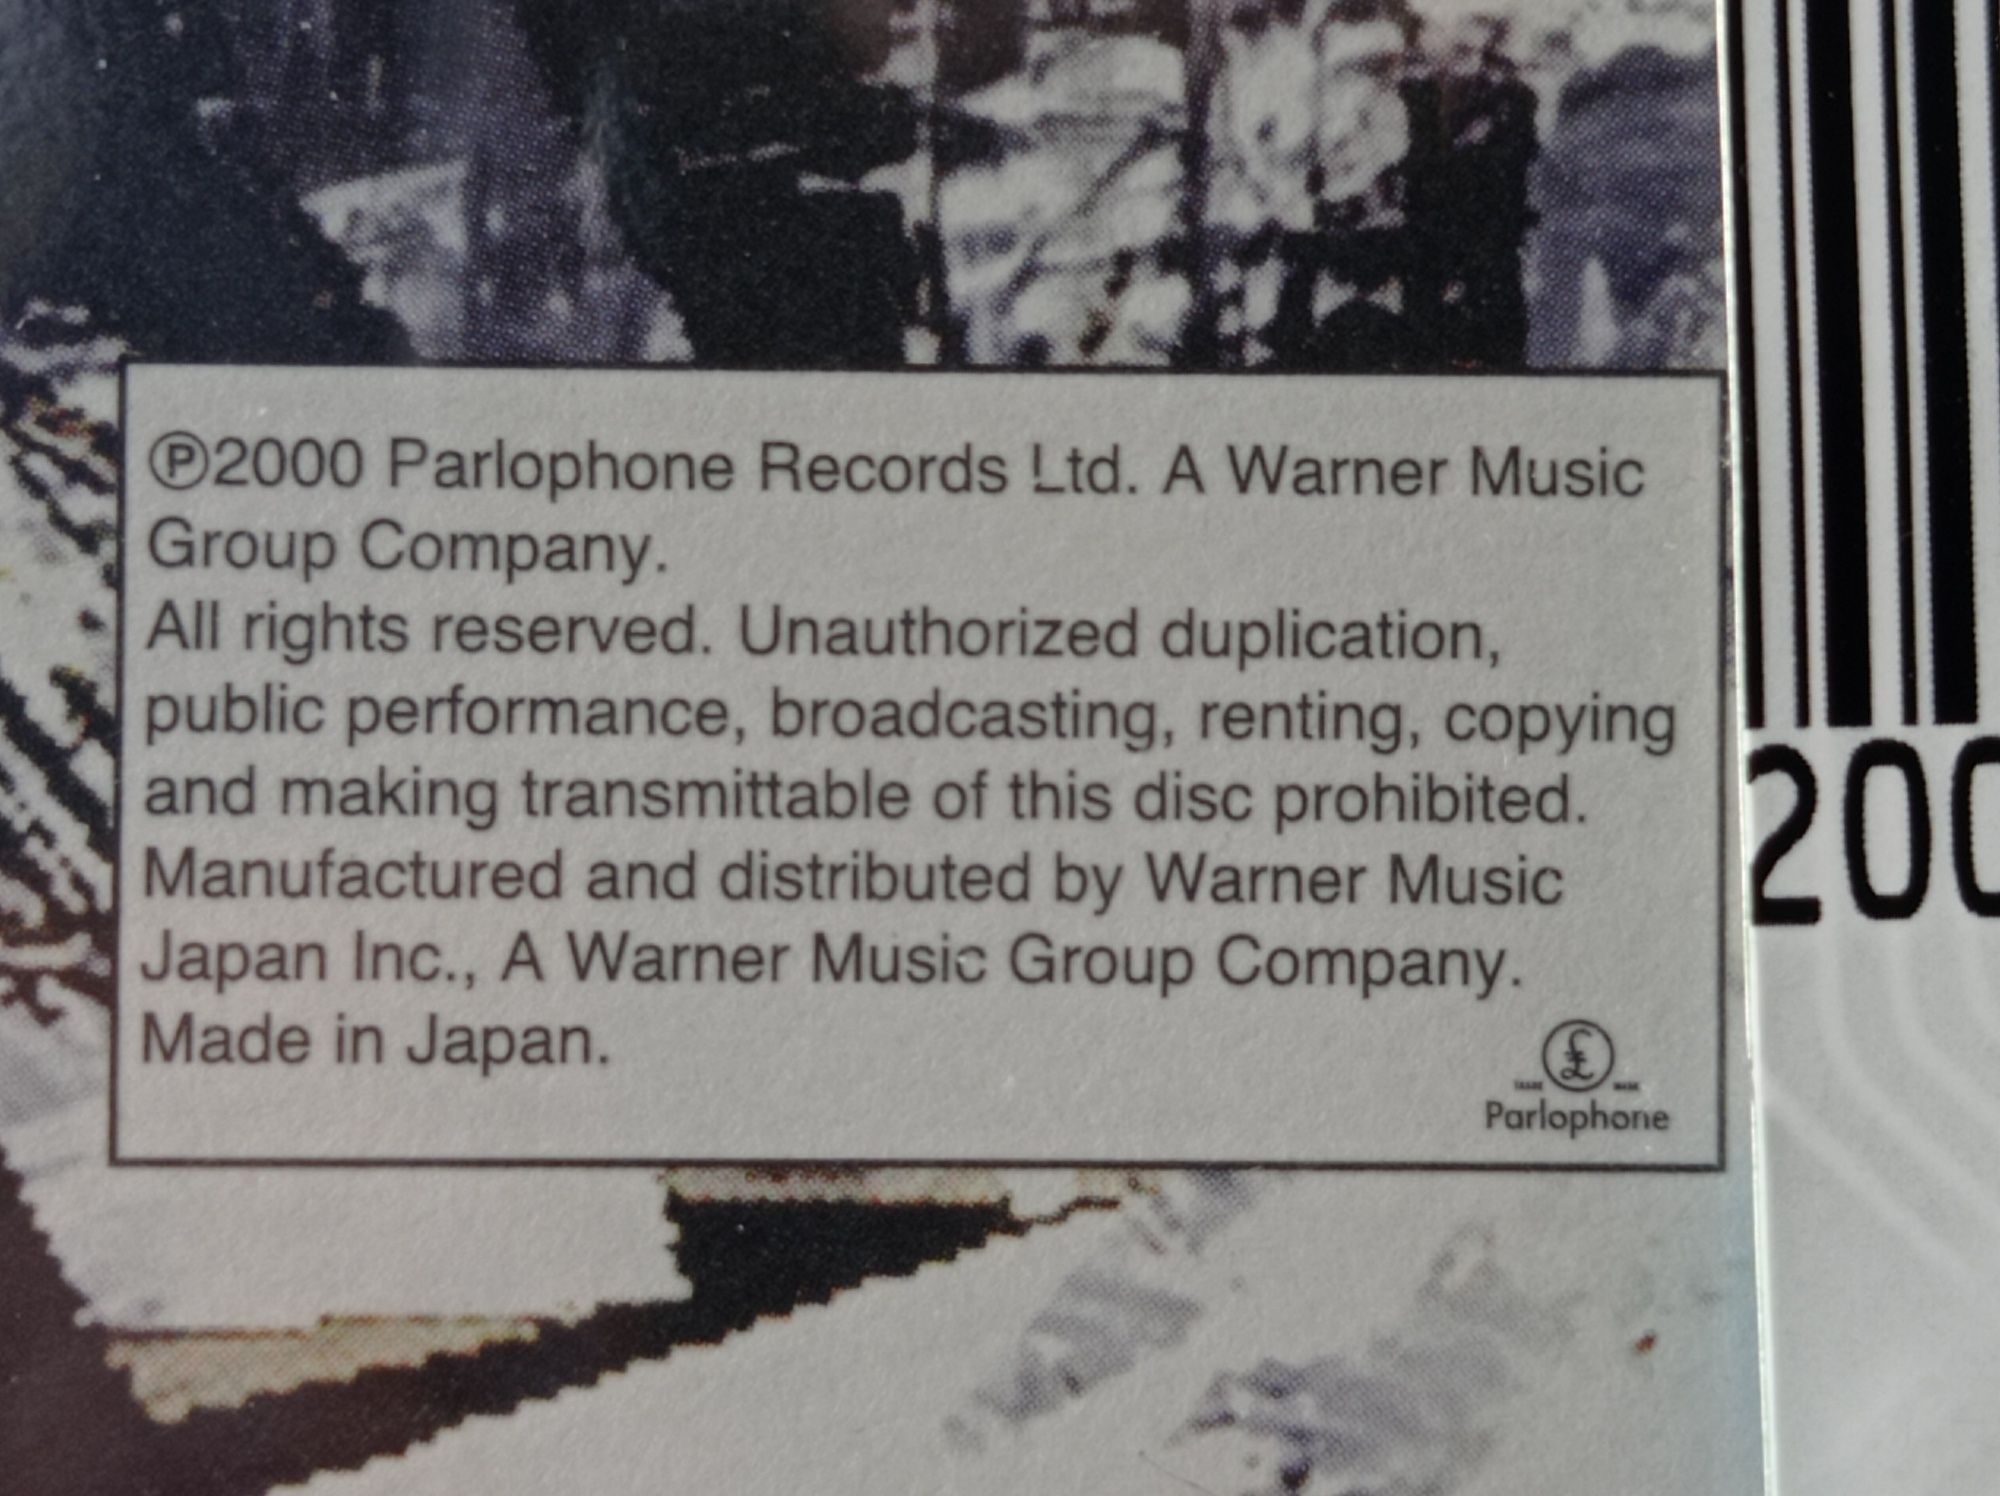 ℗2000 Parlophone Records Ltd. A Warner Music
Group Company.
All rights reserved. Unauthorized duplication,
public performance, broadcasting, renting, copying
and making transmittable of this disc prohibited.
Manufactured and distributed by Warner Music
Japan Inc., A Warner Music Group Company.
Made in Japan.
TRADE MARK
Parlophone
200